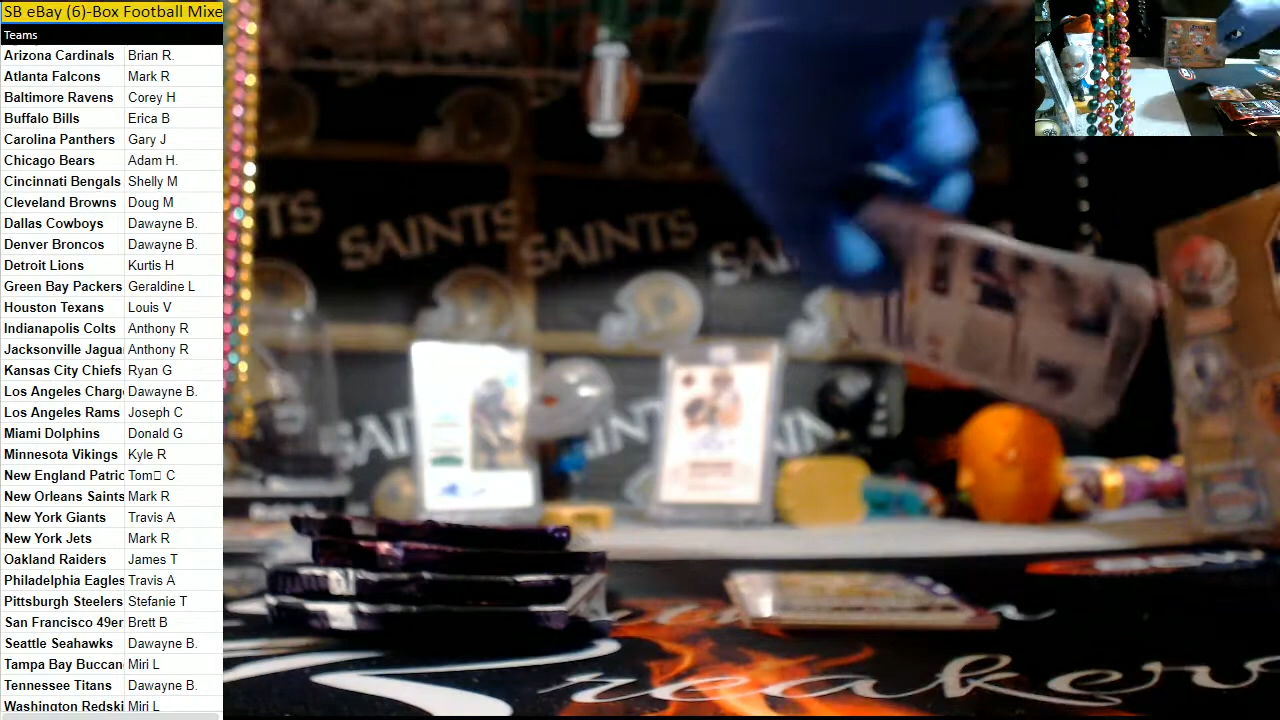 SB eBay (6)-Box Football Mixe
Teams
Arizona Cardinals Brian R.
Atlanta Falcons Mark R
Baltimore Ravens Corey H
Buffalo Bills Erica B
Carolina Panthers Gary J
Chicago Bears Adam H.
Cincinnati Bengals Shelly M
Cleveland Browns Doug M
Dallas Cowboys Dawayne B.
Denver Broncos Dawayne B.
Detroit Lions Kurtis H
Green Bay Packers Geraldine L
Houston Texans Louis V
Indianapolis Colts Anthony R
Jacksonville Jagua Anthony R
Kansas City Chiefs Ryan G
Los Angeles Charg Dawayne B.
Los Angeles Rams Joseph C
Miami Dolphins Donald G
Minnesota Vikings Kyle R
New England Patric Tom C
New Orleans Saints Mark R
New York Giants Travis A
New York Jets Mark R
Oakland Raiders James T
Philadelphia Eagles Travis A
Pittsburgh Steelers Stefanie T
San Francisco 49er Brett B
Seattle Seahawks Dawayne B.
Tampa Bay Buccan Miri L
Tennessee Titans Dawayne B.
Washington Redski Miri L
NTS SAINTS SAINTS SAI
SAI SAIN
Breakers